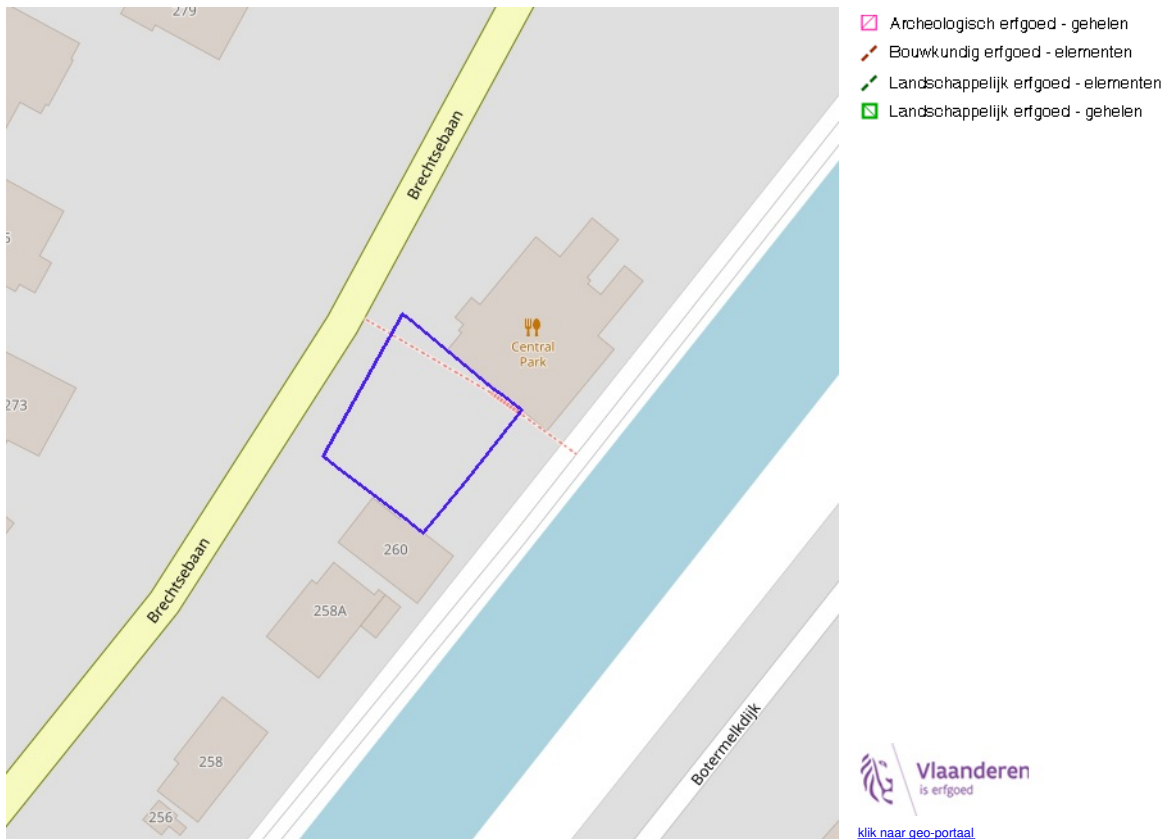 279
Brechtsebaan
Central
Park
273
260
258A
Brechtsebaan
258
256
Botermelkdijk
Archeologisch erfgoed - gehelen
Bouwkundig erfgoed - elementen
Landschappelijk erfgoed - elementen
Landschappelijk erfgoed - gehelen
Vlaanderen
is erfgoed
klik naar geo-portaal